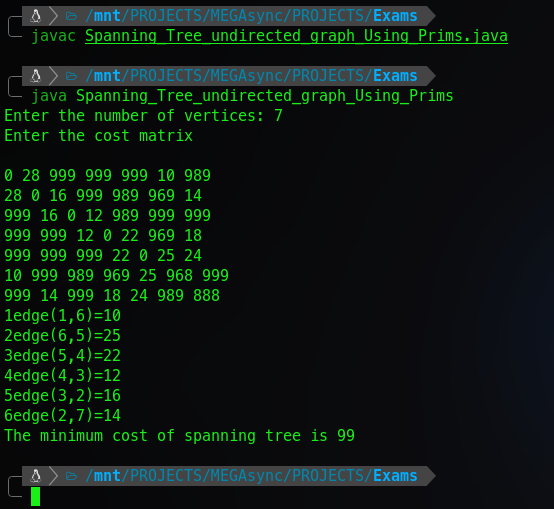 /mnt/PROJECTS/MEGAsync/PROJECTS/Exams
javac Spanning_Tree_undirected_graph_Using_Prims.java
/mnt/PROJECTS/MEGAsync/PROJECTS/Exams
java Spanning_Tree_undirected_graph_Using_Prims
Enter the number of vertices: 7
Enter the cost matrix
0 28 999 999 999 10 989
28 0 16 999 989 969 14
999 16 0 12 989 999 999
999 999 12 0 22 969 18
999 999 999 22 0 25 24
10 999 989 969 25 968 999
999 14 999 18 24 989 888
1edge(1,6)=10
2edge(6,5)=25
3edge(5,4)=22
4edge(4,3)=12
5edge(3,2)=16
6edge(2,7)=14
The minimum cost of spanning tree is 99
/mnt/PROJECTS/MEGAsync/PROJECTS/Exams